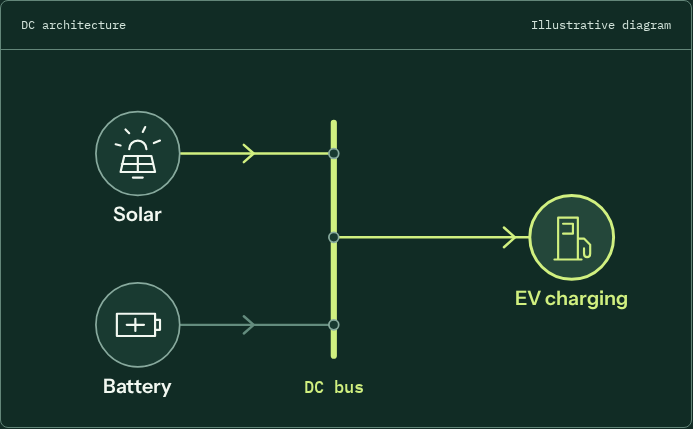 DC architecture
Illustrative diagram
Solar
EV charging
Battery
DC bus